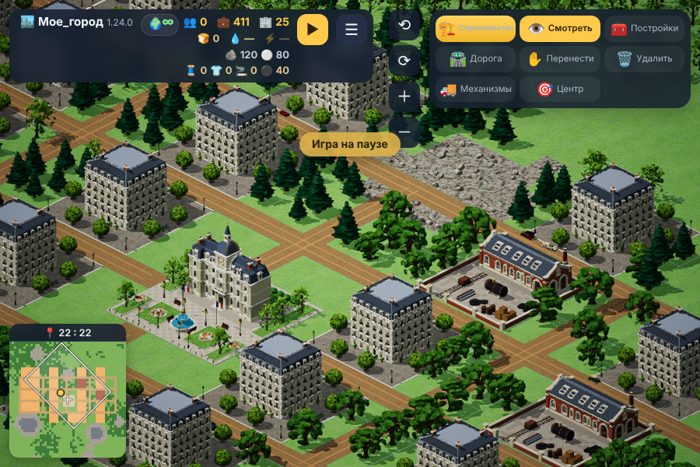 Мое_город 1.24.0
∞
0 411 25
0 — —
120 80
0 0 0 40
Строительство
Смотреть
Постройки
Дорога
Перенести
Удалить
Механизмы
Центр
Игра на паузе
22 : 22